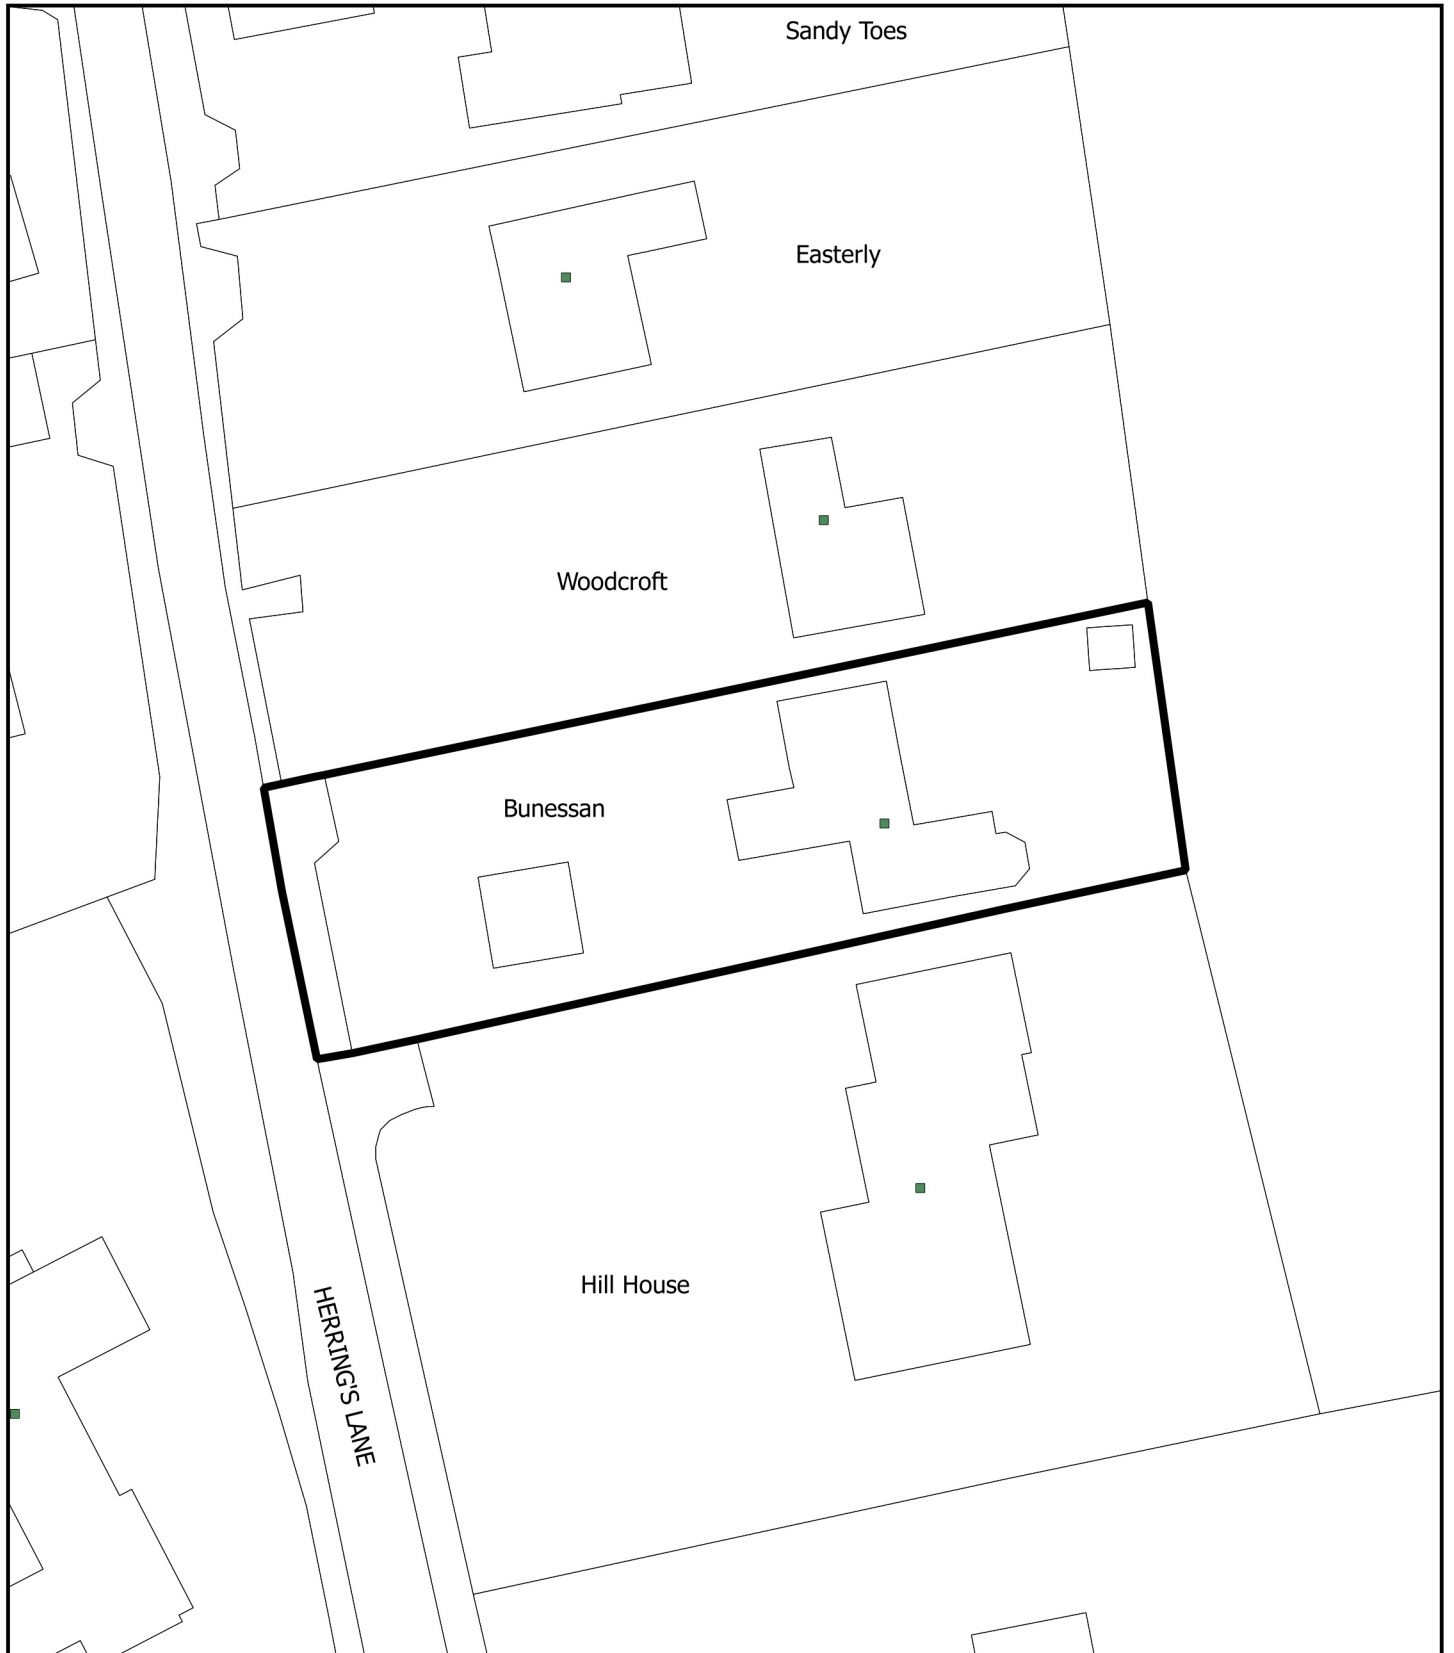 Sandy Toes
Easterly
Woodcroft
Bunessan
Hill House
HERRING'S LANE